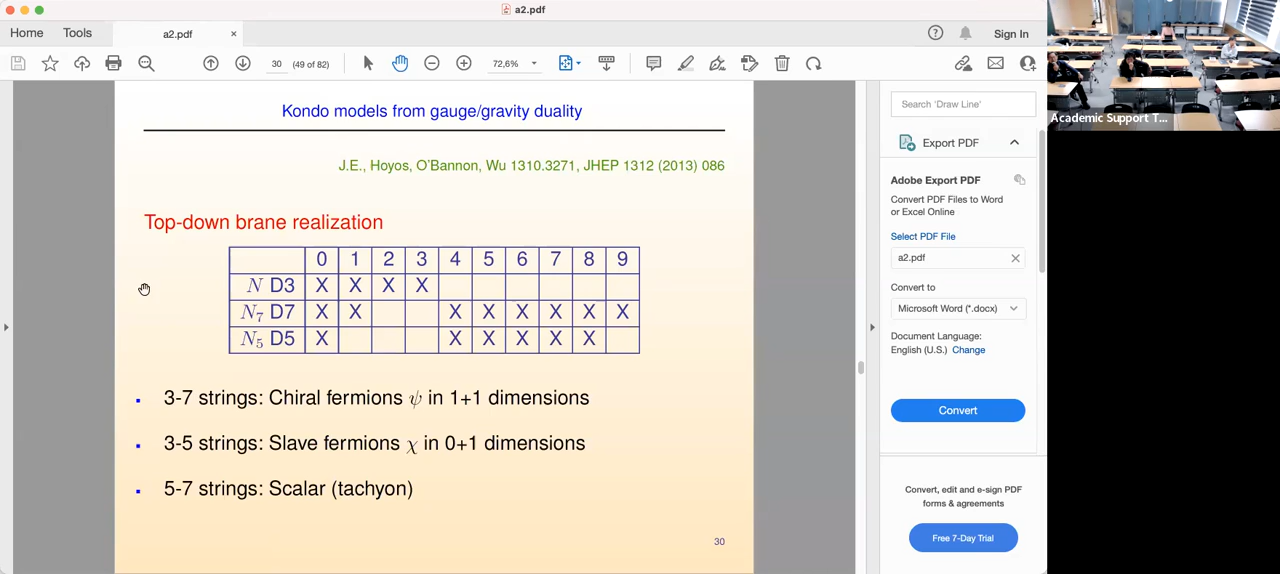 a2.pdf
Home Tools a2.pdf × Sign In
30 (49 of 82) 72,6%
Kondo models from gauge/gravity duality
J.E., Hoyos, O'Bannon, Wu 1310.3271, JHEP 1312 (2013) 086
Top-down brane realization
0 1 2 3 4 5 6 7 8 9
N D3 X X X X
N₇ D7 X X X X X X X X
N₅ D5 X X X X X X
▪ 3-7 strings: Chiral fermions ψ in 1+1 dimensions
▪ 3-5 strings: Slave fermions χ in 0+1 dimensions
▪ 5-7 strings: Scalar (tachyon)
30
Search 'Draw Line'
Export PDF
Adobe Export PDF
Convert PDF Files to Word
or Excel Online
Select PDF File
a2.pdf
Convert to
Microsoft Word (*.docx)
Document Language:
English (U.S.) Change
Convert
Convert, edit and e-sign PDF
forms & agreements
Free 7-Day Trial
Academic Support T...